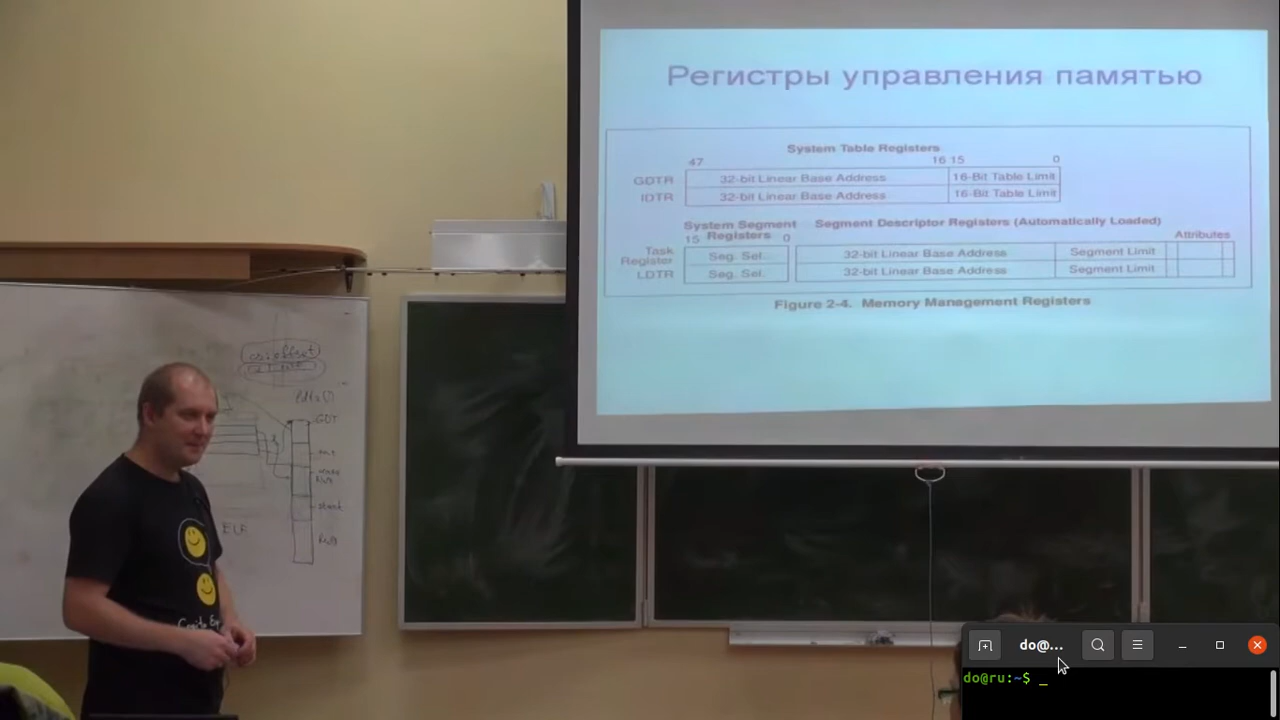 Регистры управления памятью
System Table Registers
47 16 15 0
GDTR 32-bit Linear Base Address 16-Bit Table Limit
IDTR 32-bit Linear Base Address 16-Bit Table Limit
System Segment Registers Segment Descriptor Registers (Automatically Loaded)
15 0 Attributes
Task Register Seg. Sel. 32-bit Linear Base Address Segment Limit
LDTR Seg. Sel. 32-bit Linear Base Address Segment Limit
Figure 2-4. Memory Management Registers
cs:offset
GDT
stack
ELF
do@...
do@ru:~$ _